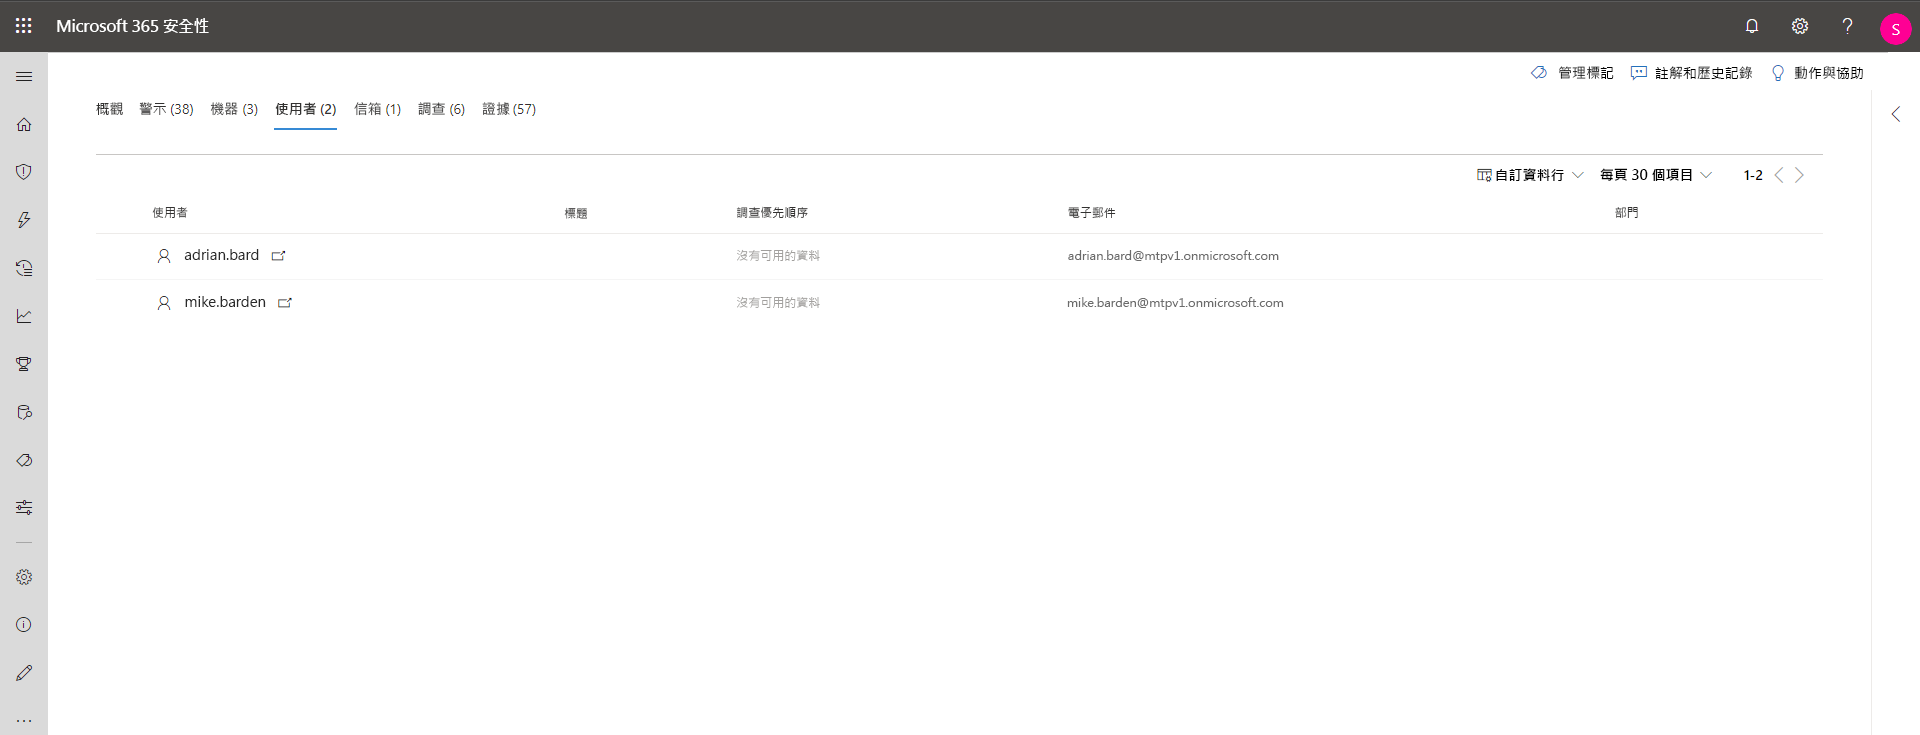 Microsoft 365 安全性
S
管理標記 註解和歷史記錄 動作與協助
概觀 警示 (38) 機器 (3) 使用者 (2) 信箱 (1) 調查 (6) 證據 (57)
自訂資料行 每頁 30 個項目 1-2
使用者 標題 調查優先順序 電子郵件 部門
adrian.bard 沒有可用的資料 adrian.bard@mtpv1.onmicrosoft.com
mike.barden 沒有可用的資料 mike.barden@mtpv1.onmicrosoft.com